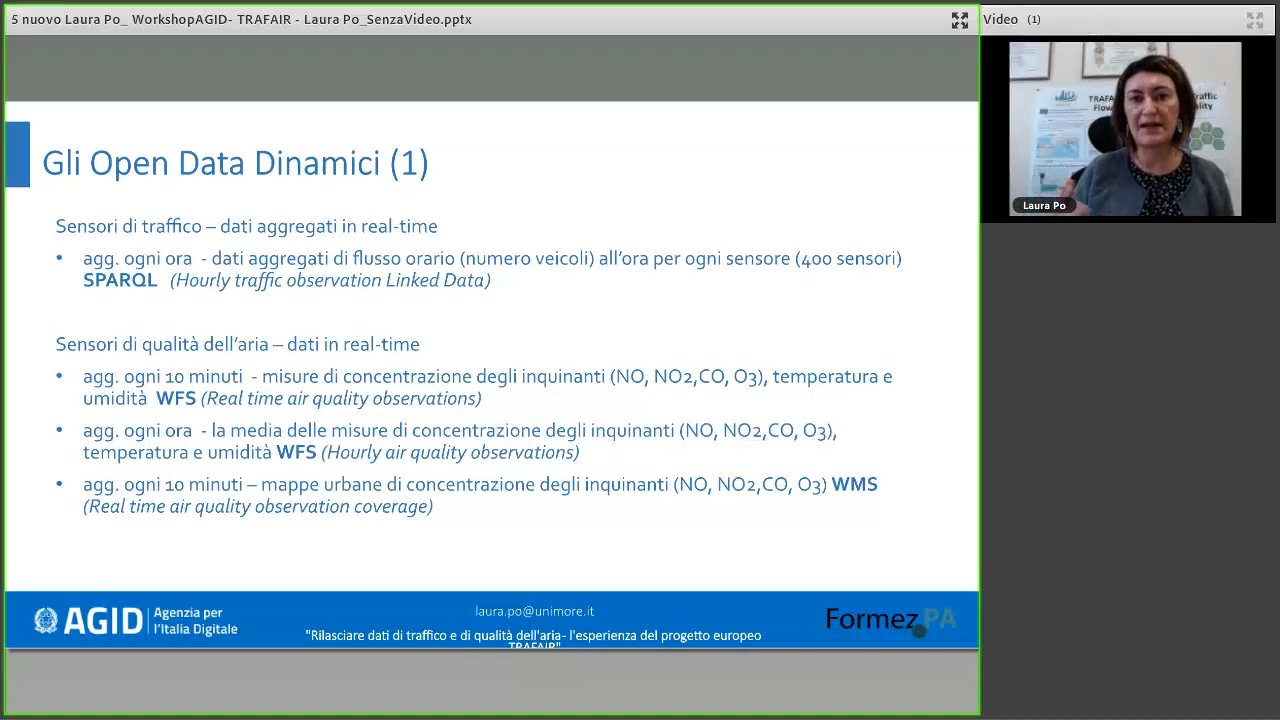 5 nuovo Laura Po_ WorkshopAGID- TRAFAIR - Laura Po_SenzaVideo.pptx
Video (1)
TRAFA
Flow
Laura Po
Gli Open Data Dinamici (1)
Sensori di traffico – dati aggregati in real-time
• agg. ogni ora - dati aggregati di flusso orario (numero veicoli) all'ora per ogni sensore (400 sensori)
SPARQL (Hourly traffic observation Linked Data)
Sensori di qualità dell'aria – dati in real-time
• agg. ogni 10 minuti - misure di concentrazione degli inquinanti (NO, NO2,CO, O3), temperatura e
umidità WFS (Real time air quality observations)
• agg. ogni ora - la media delle misure di concentrazione degli inquinanti (NO, NO2,CO, O3),
temperatura e umidità WFS (Hourly air quality observations)
• agg. ogni 10 minuti – mappe urbane di concentrazione degli inquinanti (NO, NO2,CO, O3) WMS
(Real time air quality observation coverage)
AGID Agenzia per
l'Italia Digitale
laura.po@unimore.it
"Rilasciare dati di traffico e di qualità dell'aria- l'esperienza del progetto europeo
TRAFAIR"
Formez PA